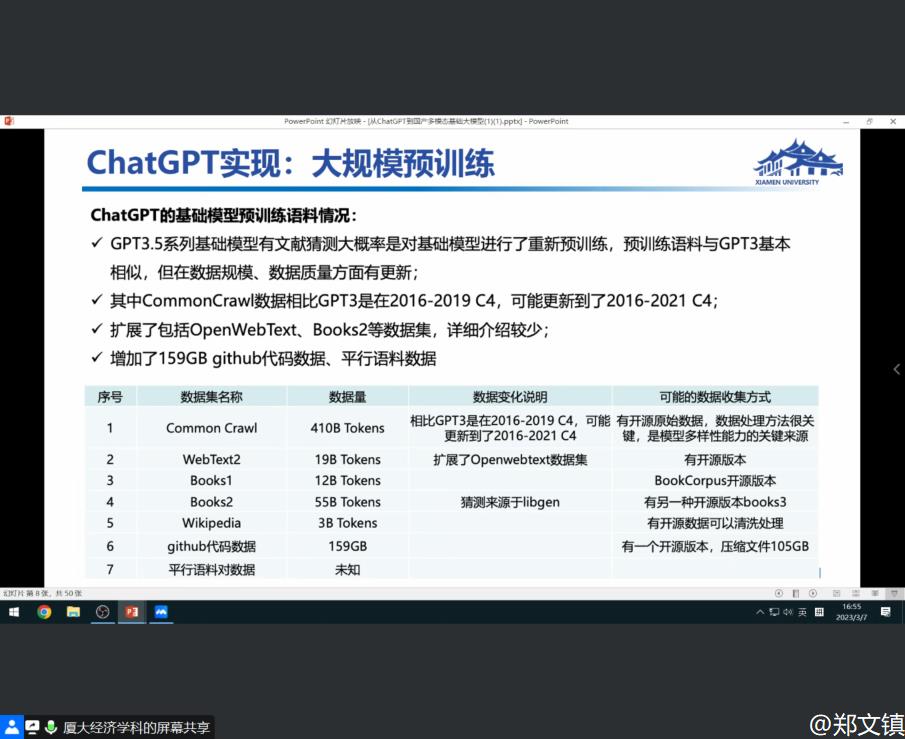 PowerPoint 幻灯片放映 - [从ChatGPT到国产多模态基础大模型(1)(1).pptx] - PowerPoint
ChatGPT实现：大规模预训练
XIAMEN UNIVERSITY
ChatGPT的基础模型预训练语料情况：
✓ GPT3.5系列基础模型有文献猜测大概率是对基础模型进行了重新预训练，预训练语料与GPT3基本
相似，但在数据规模、数据质量方面有更新；
✓ 其中CommonCrawl数据相比GPT3是在2016-2019 C4，可能更新到了2016-2021 C4；
✓ 扩展了包括OpenWebText、Books2等数据集，详细介绍较少；
✓ 增加了159GB github代码数据、平行语料数据
序号 数据集名称 数据量 数据变化说明 可能的数据收集方式
1 Common Crawl 410B Tokens 相比GPT3是在2016-2019 C4，可能更新到了2016-2021 C4 有开源原始数据，数据处理方法很关键，是模型多样性能力的关键来源
2 WebText2 19B Tokens 扩展了Openwebtext数据集 有开源版本
3 Books1 12B Tokens BookCorpus开源版本
4 Books2 55B Tokens 猜测来源于libgen 有另一种开源版本books3
5 Wikipedia 3B Tokens 有开源数据可以清洗处理
6 github代码数据 159GB 有一个开源版本，压缩文件105GB
7 平行语料对数据 未知
幻灯片 第 8 张，共 50 张
英
16:55
2023/3/7
厦大经济学科的屏幕共享
@郑文镇